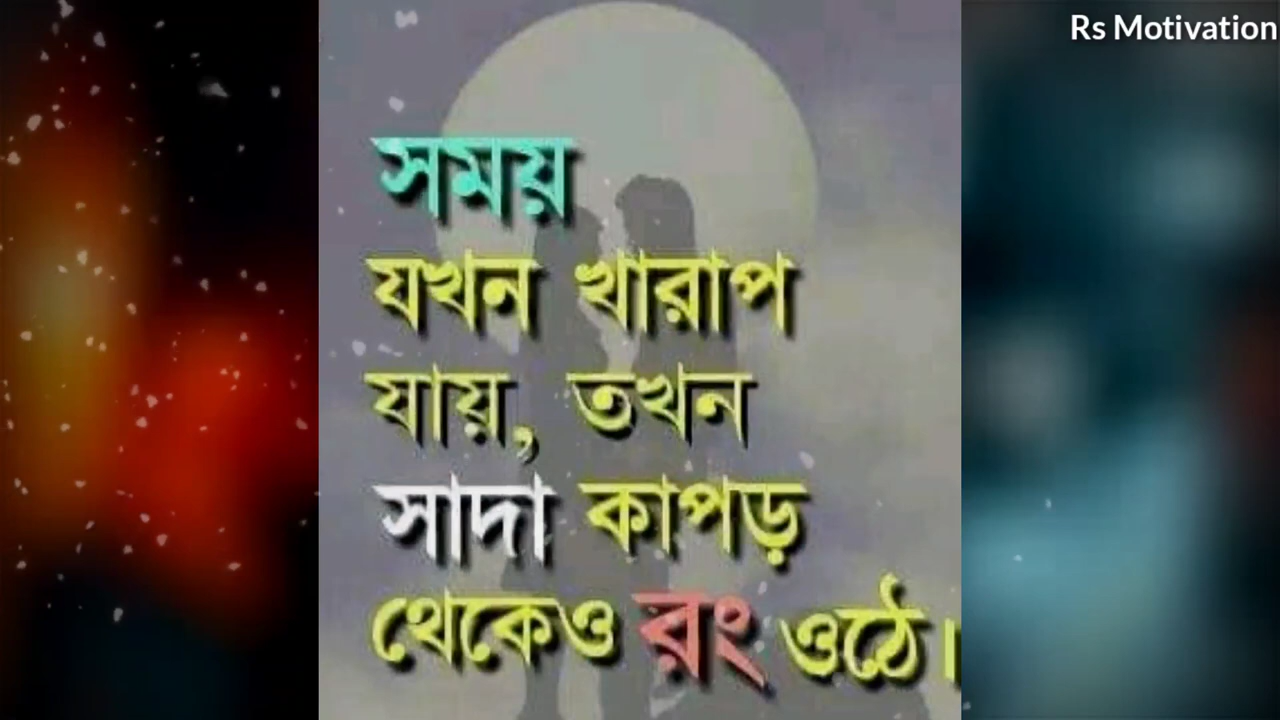 Rs Motivation
সময়
যখন খারাপ
যায়, তখন
সাদা কাপড়
থেকেও রং ওঠে।